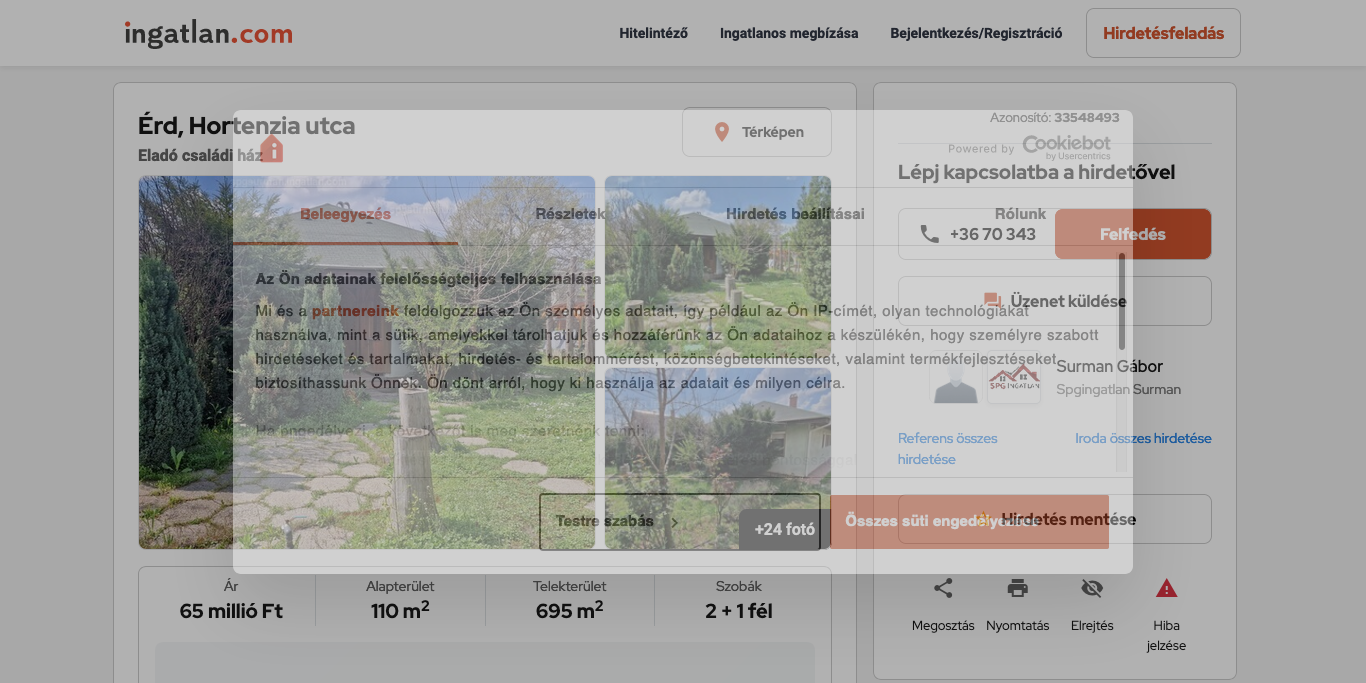 ingatlan.com
Hitelintéző
Ingatlanos megbízása
Bejelentkezés/Regisztráció
Hirdetésfeladás
Érd, Hortenzia utca
Eladó családi ház
Térképen
Azonosító: 33548493
Powered by Cookiebot
by Usercentrics
Lépj kapcsolatba a hirdetővel
Beleegyezés
Részletek
Hirdetés beállításai
Rólunk
+36 70 343
Felfedés
Az Ön adatainak felelősségteljes felhasználása
Mi és a partnereink feldolgozzuk az Ön személyes adatait, így például az Ön IP-címét, olyan technológiákat
használva, mint a sütik, amelyekkel tárolhatjuk és hozzáférünk az Ön adataihoz a készülékén, hogy személyre szabott
hirdetéseket és tartalmakat, hirdetés- és tartalommérést, közönségbetekintéseket, valamint termékfejlesztéseket
biztosíthassunk Önnek. Ön dönt arról, hogy ki használja az adatait és milyen célra.
Ha engedélyezi, a következőt is meg szeretnénk tenni:
Üzenet küldése
SPG INGATLAN
Surman Gábor
Spgingatlan Surman
Referens összes
hirdetése
Iroda összes hirdetése
Testre szabás
+24 fotó
Összes süti
Hirdetés mentése
Ár
65 millió Ft
Alapterület
110 m²
Telekterület
695 m²
Szobák
2 + 1 fél
Megosztás
Nyomtatás
Elrejtés
Hiba
jelzése